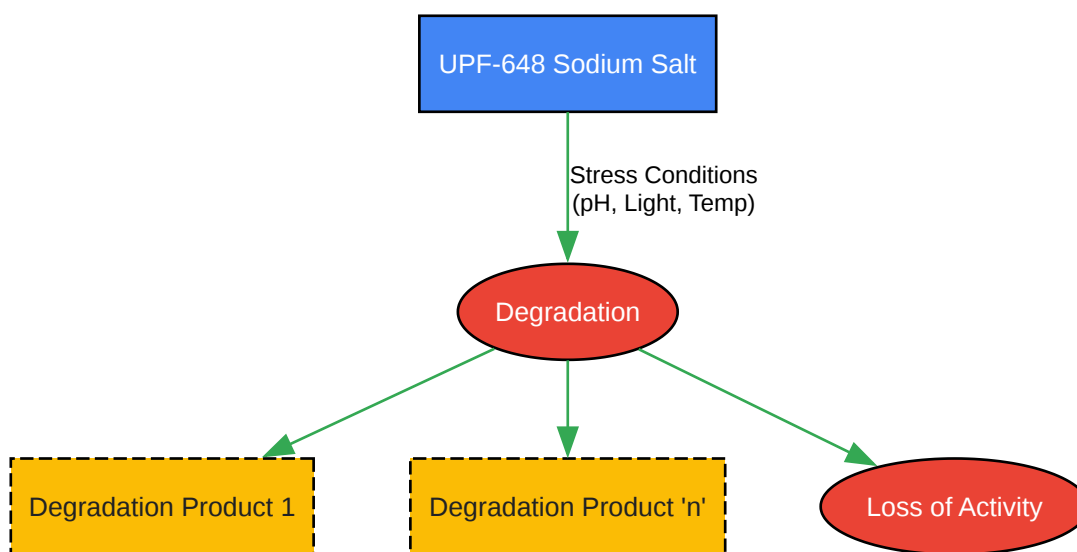 UPF-648 Sodium Salt
Stress Conditions
(pH, Light, Temp)
Degradation
Degradation Product 1
Degradation Product 'n'
Loss of Activity